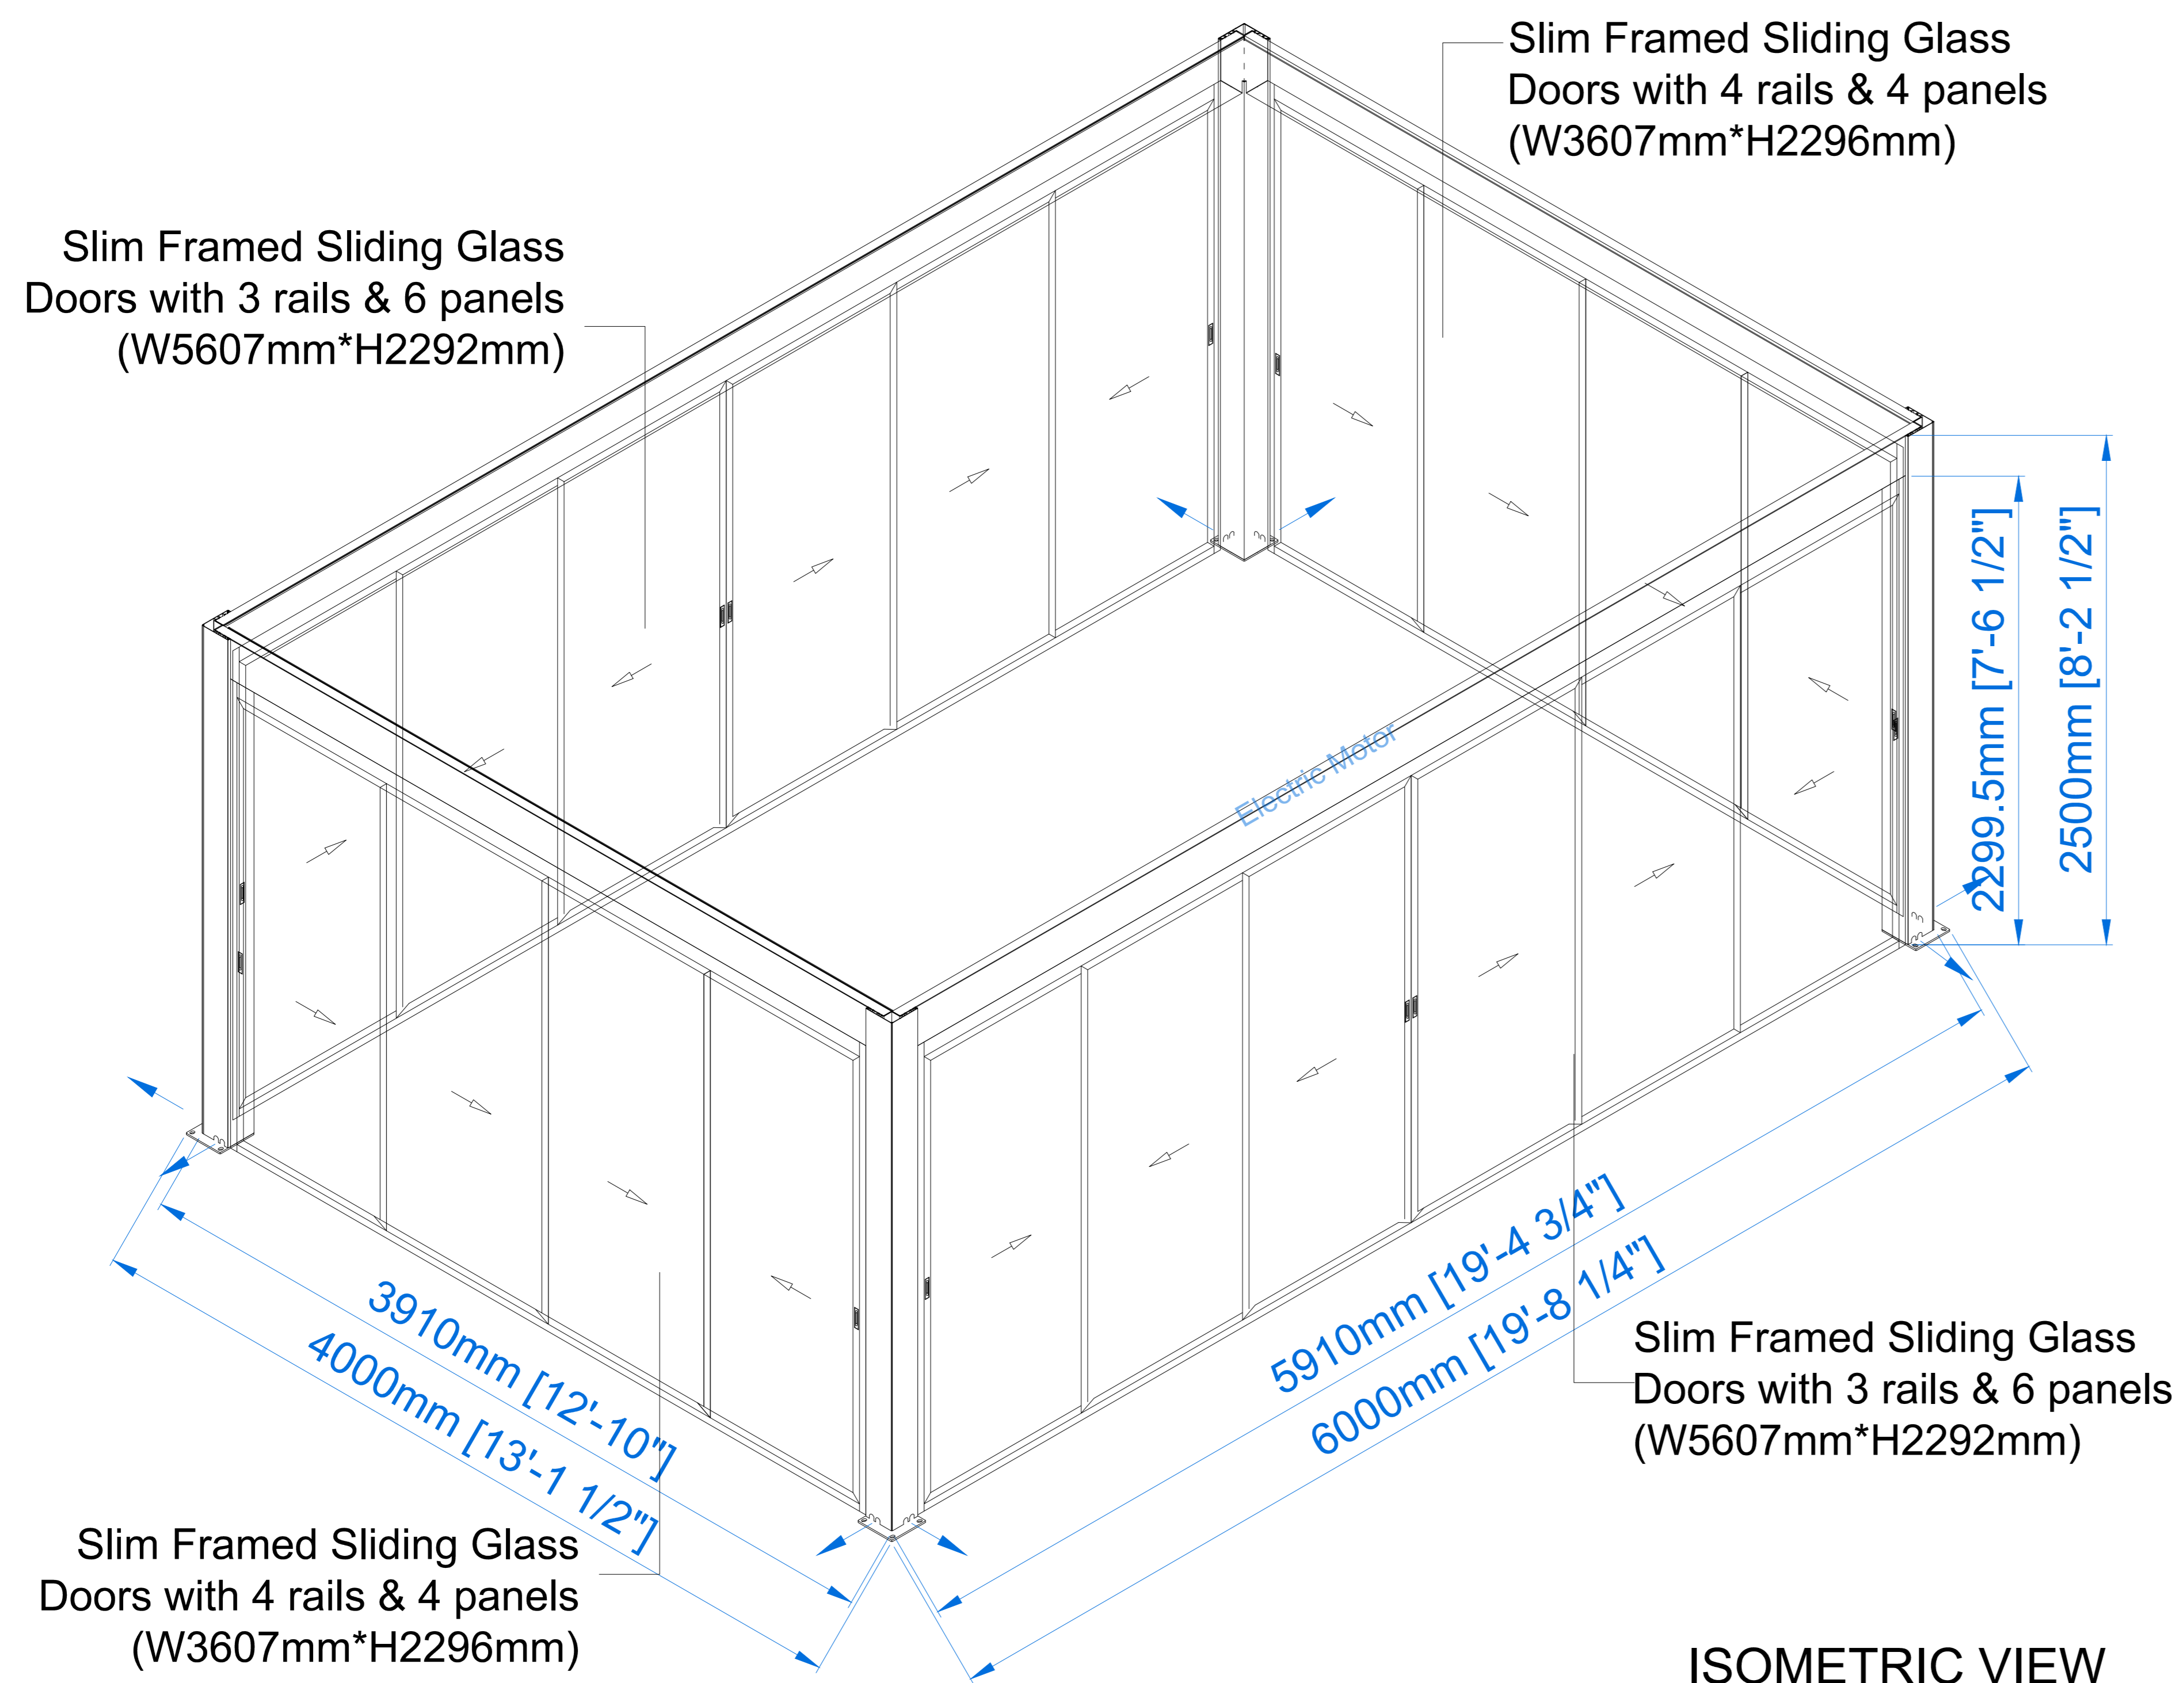 Slim Framed Sliding Glass
Doors with 4 rails & 4 panels
(W3607mm*H2296mm)
Slim Framed Sliding Glass
Doors with 3 rails & 6 panels
(W5607mm*H2292mm)
2299.5mm [7'-6 1/2"]
2500mm [8'-2 1/2"]
Electric Motor
3910mm [12'-10"]
4000mm [13'-1 1/2"]
5910mm [19'-4 3/4"]
6000mm [19'-8 1/4"]
Slim Framed Sliding Glass
Doors with 3 rails & 6 panels
(W5607mm*H2292mm)
Slim Framed Sliding Glass
Doors with 4 rails & 4 panels
(W3607mm*H2296mm)
ISOMETRIC VIEW